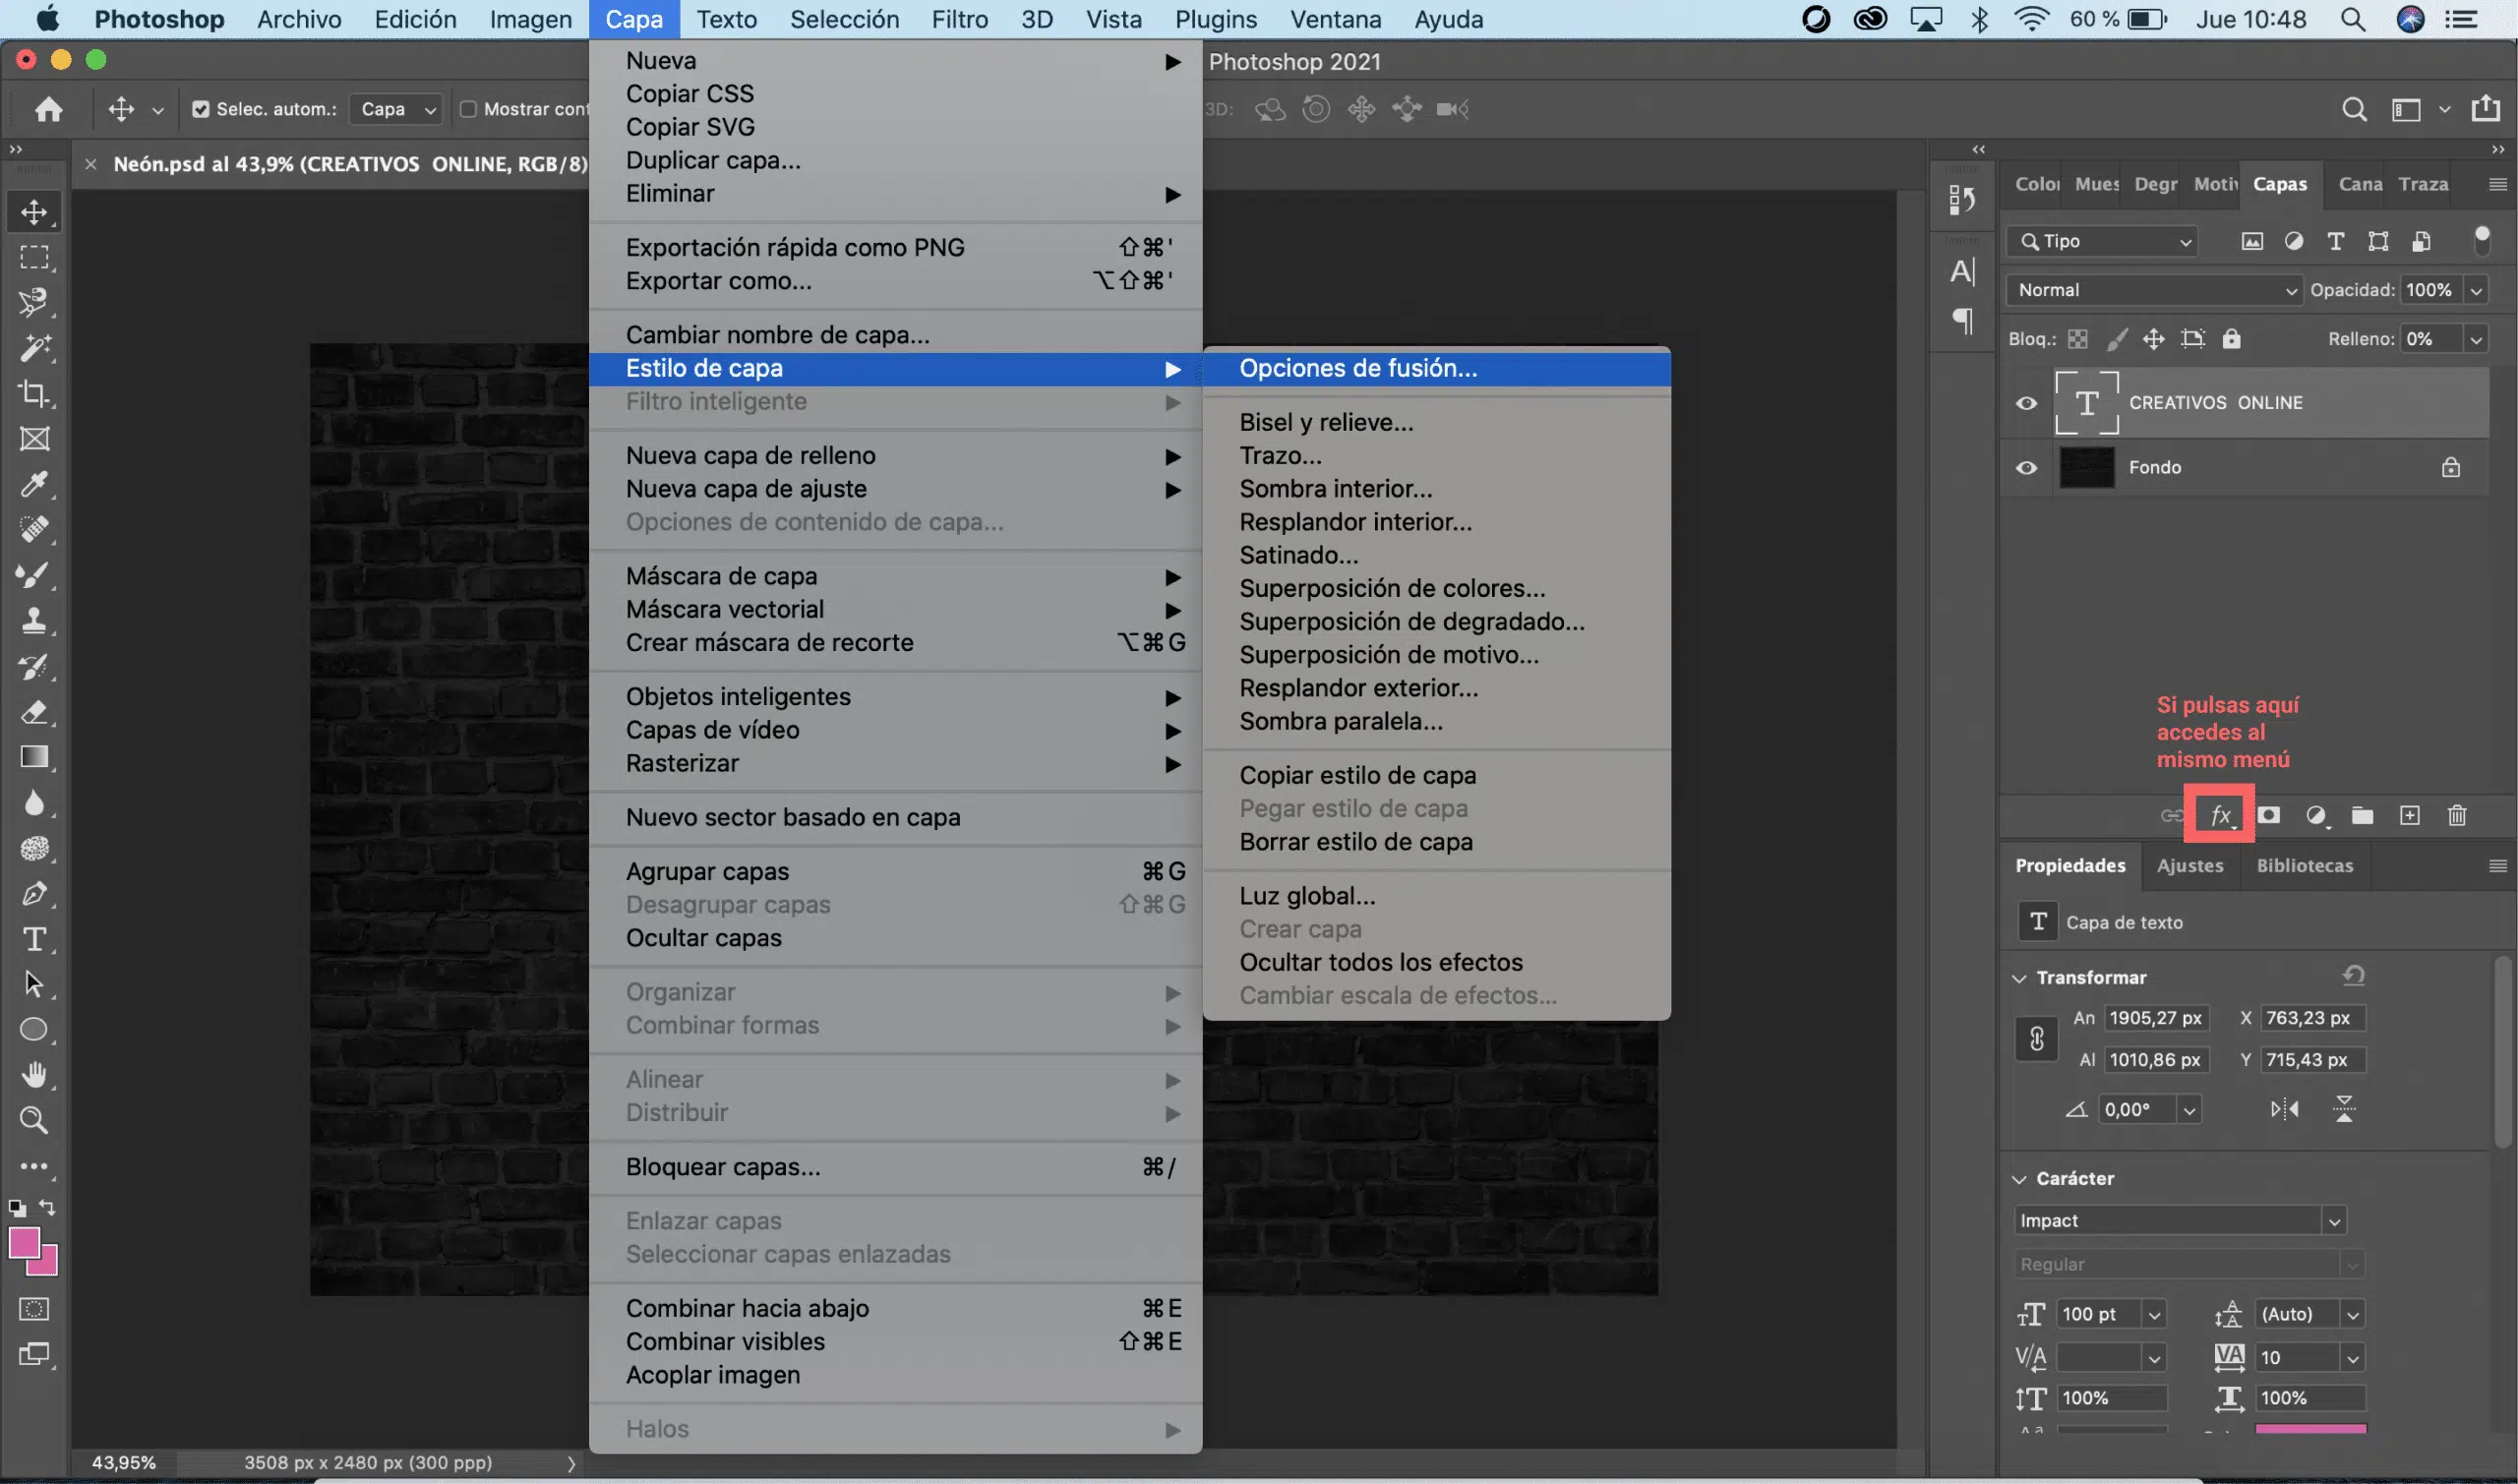 Photoshop Archivo Edición Imagen Capa Texto Selección Filtro 3D Vista Plugins Ventana Ayuda 60 % Jue 10:48
Photoshop 2021
Selec. autom.: Capa Mostrar cont 3D:
Neón.psd al 43,9% (CREATIVOS ONLINE, RGB/8)
Nueva
Copiar CSS
Copiar SVG
Duplicar capa...
Eliminar
Exportación rápida como PNG ⇧⌘'
Exportar como... ⌥⇧⌘'
Cambiar nombre de capa...
Estilo de capa
Filtro inteligente
Nueva capa de relleno
Nueva capa de ajuste
Opciones de contenido de capa...
Máscara de capa
Máscara vectorial
Crear máscara de recorte ⌥⌘G
Objetos inteligentes
Capas de vídeo
Rasterizar
Nuevo sector basado en capa
Agrupar capas ⌘G
Desagrupar capas ⇧⌘G
Ocultar capas
Organizar
Combinar formas
Alinear
Distribuir
Bloquear capas... ⌘/
Enlazar capas
Seleccionar capas enlazadas
Combinar hacia abajo ⌘E
Combinar visibles ⇧⌘E
Acoplar imagen
Halos
Opciones de fusión...
Bisel y relieve...
Trazo...
Sombra interior...
Resplandor interior...
Satinado...
Superposición de colores...
Superposición de degradado...
Superposición de motivo...
Resplandor exterior...
Sombra paralela...
Copiar estilo de capa
Pegar estilo de capa
Borrar estilo de capa
Luz global...
Crear capa
Ocultar todos los efectos
Cambiar escala de efectos...
Color Mues Degr Motiv Capas Cana Traza
Tipo
Normal Opacidad: 100%
Bloq.: Relleno: 0%
T CREATIVOS ONLINE
Fondo
Si pulsas aquí
accedes al
mismo menú
fx
Propiedades Ajustes Bibliotecas
T Capa de texto
Transformar
An 1905,27 px X 763,23 px
Al 1010,86 px Y 715,43 px
0,00°
Carácter
Impact
Regular
100 pt (Auto)
V/A VA 10
100% 100%
43,95% 3508 px x 2480 px (300 ppp)